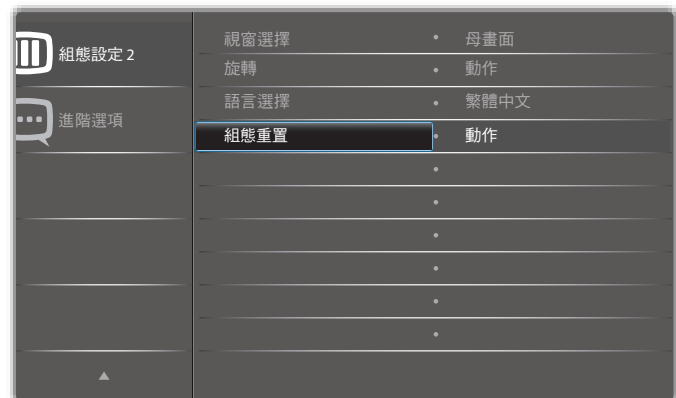 組態設定 2
進階選項
視窗選擇 • 母畫面
旋轉 • 動作
語言選擇 • 繁體中文
組態重置 • 動作